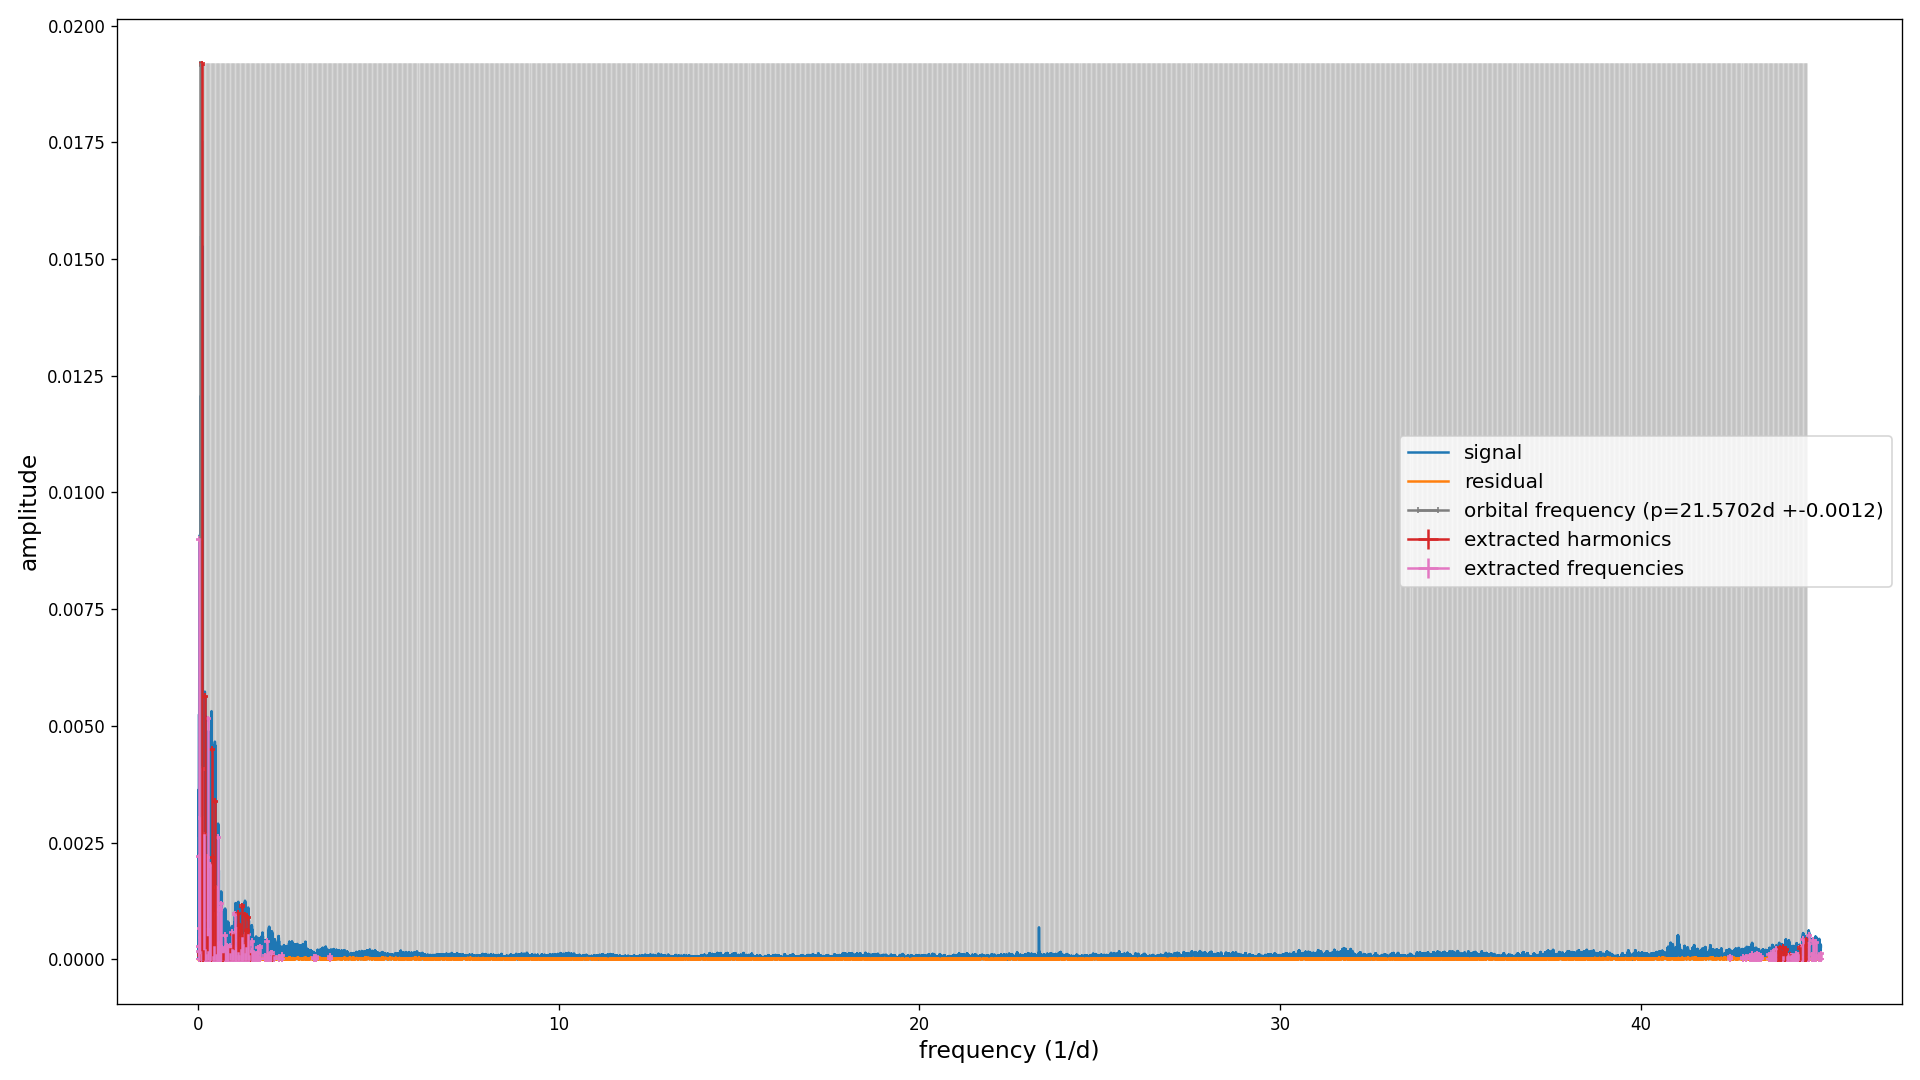 0.0200
0.0175
0.0150
0.0125
0.0100
0.0075
0.0050
0.0025
0.0000
amplitude
0 10 20 30 40
frequency (1/d)
signal
residual
orbital frequency (p=21.5702d +-0.0012)
extracted harmonics
extracted frequencies